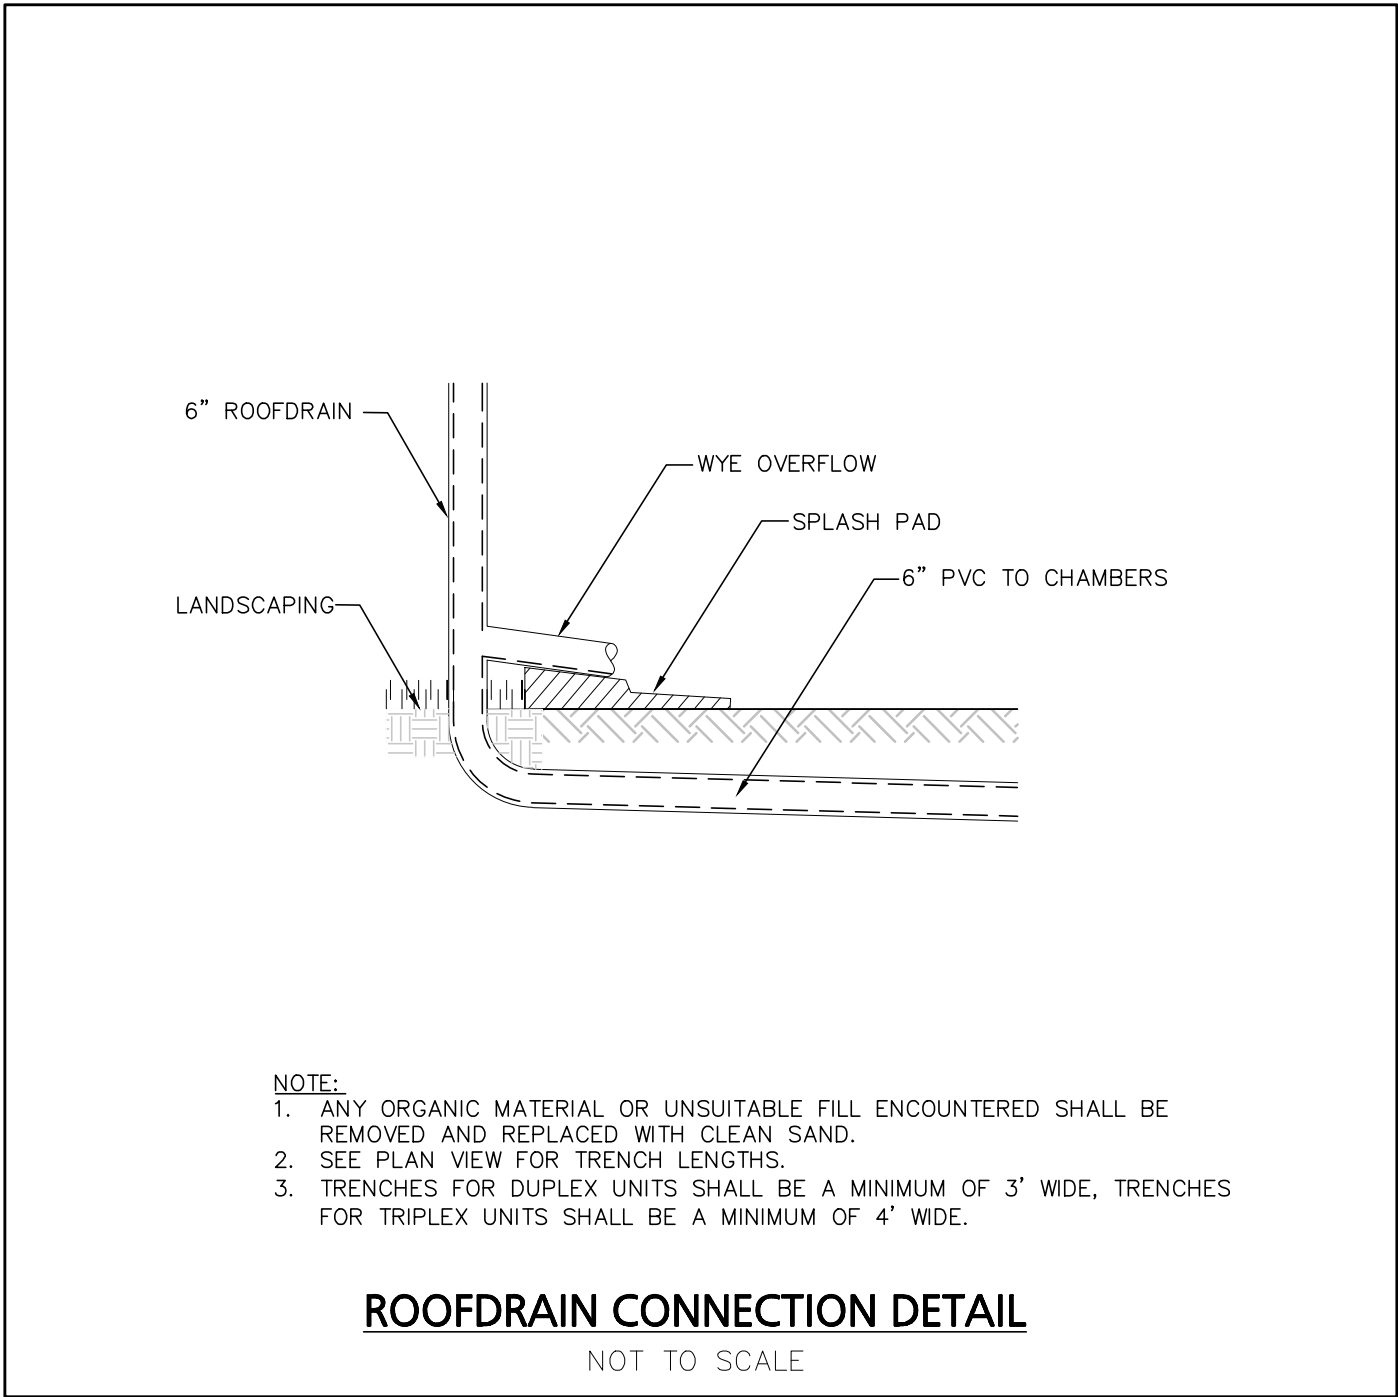 6” ROOFDRAIN
WYE OVERFLOW
SPLASH PAD
6” PVC TO CHAMBERS
LANDSCAPING
NOTE:
1. ANY ORGANIC MATERIAL OR UNSUITABLE FILL ENCOUNTERED SHALL BE
REMOVED AND REPLACED WITH CLEAN SAND.
2. SEE PLAN VIEW FOR TRENCH LENGTHS.
3. TRENCHES FOR DUPLEX UNITS SHALL BE A MINIMUM OF 3' WIDE, TRENCHES
FOR TRIPLEX UNITS SHALL BE A MINIMUM OF 4' WIDE.
ROOFDRAIN CONNECTION DETAIL
NOT TO SCALE